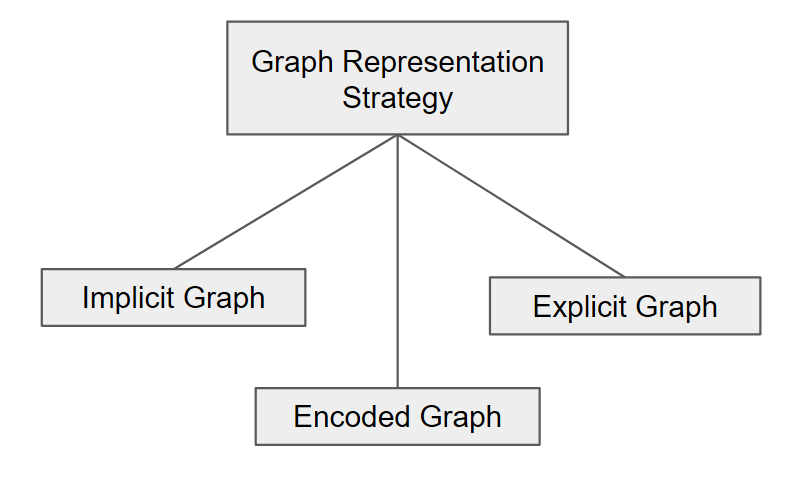 Graph Representation
Strategy
Implicit Graph
Explicit Graph
Encoded Graph